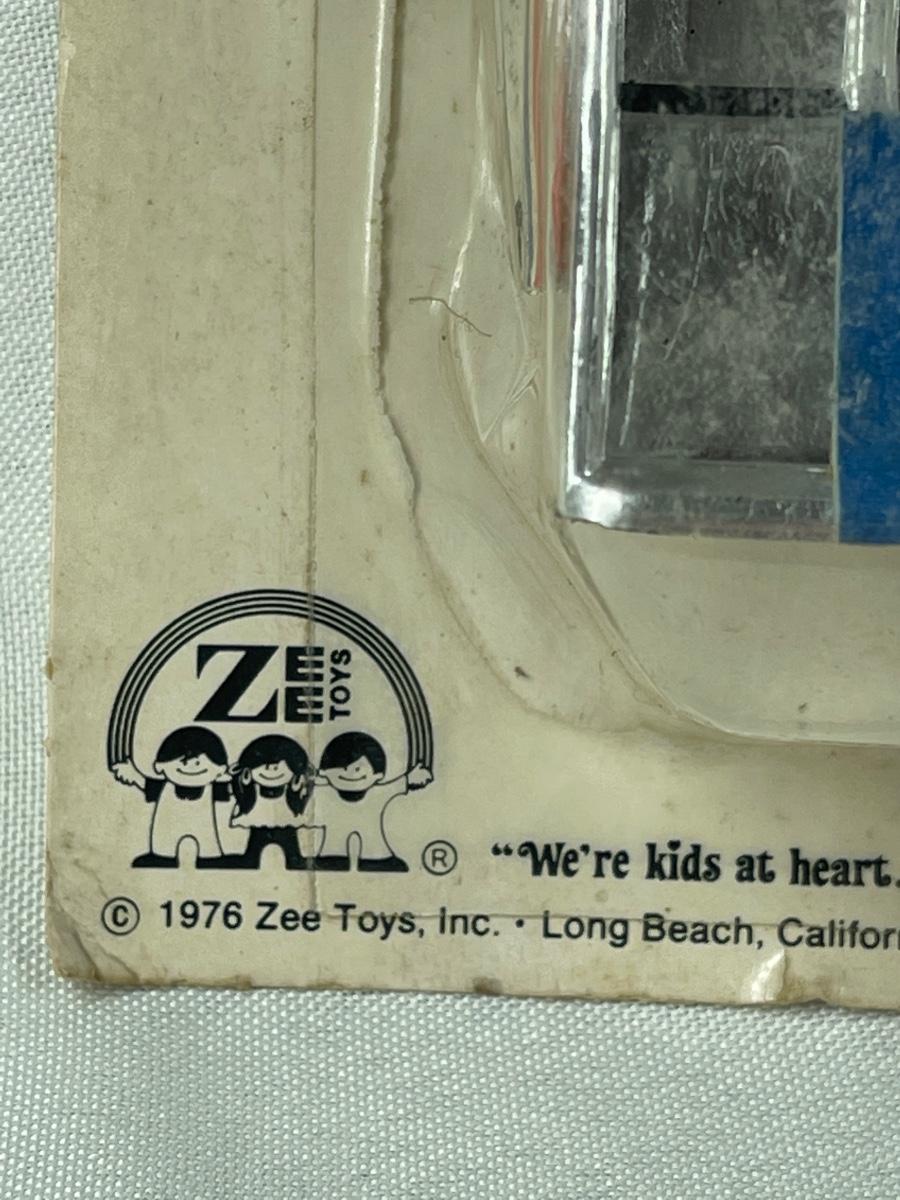 ZEE TOYS
® "We're kids at heart.
© 1976 Zee Toys, Inc. • Long Beach, Califor